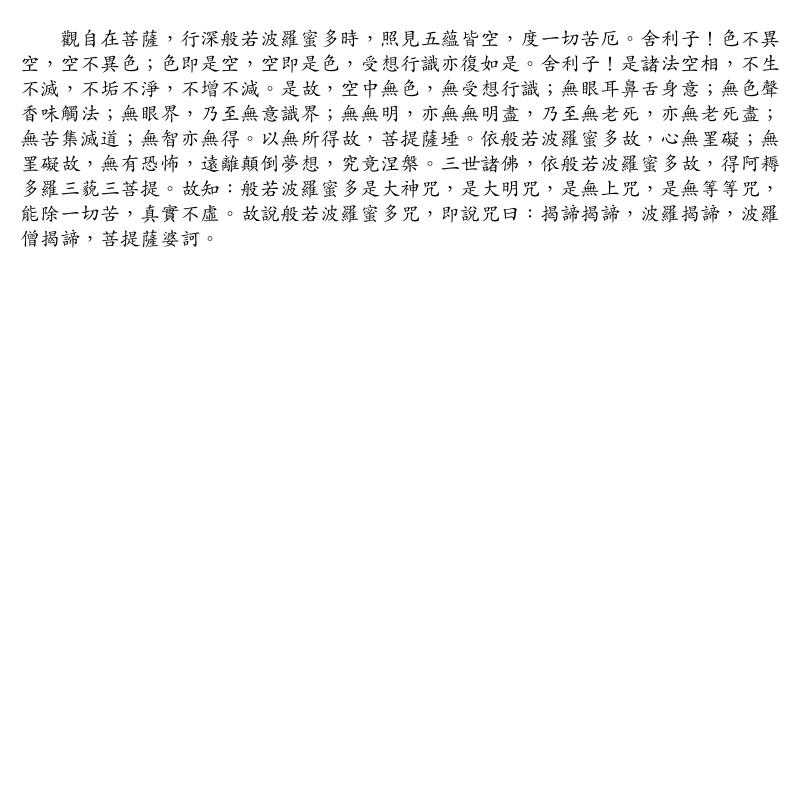 觀自在菩薩，行深般若波羅蜜多時，照見五蘊皆空，度一切苦厄。舍利子！色不異
空，空不異色；色即是空，空即是色，受想行識亦復如是。舍利子！是諸法空相，不生
不滅，不垢不淨，不增不減。是故，空中無色，無受想行識；無眼耳鼻舌身意；無色聲
香味觸法；無眼界，乃至無意識界；無無明，亦無無明盡，乃至無老死，亦無老死盡；
無苦集滅道；無智亦無得。以無所得故，菩提薩埵。依般若波羅蜜多故，心無罣礙；無
罣礙故，無有恐怖，遠離顛倒夢想，究竟涅槃。三世諸佛，依般若波羅蜜多故，得阿耨
多羅三藐三菩提。故知：般若波羅蜜多是大神咒，是大明咒，是無上咒，是無等等咒，
能除一切苦，真實不虛。故說般若波羅蜜多咒，即說咒曰：揭諦揭諦，波羅揭諦，波羅
僧揭諦，菩提薩婆訶。